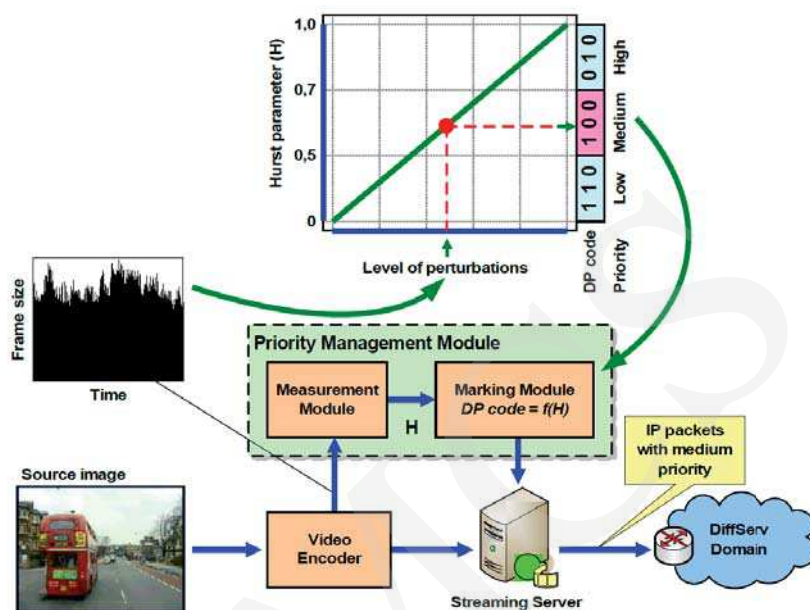 Hurst parameter (H)
1,0
0,7
0,5
0
0 1 0
High
1 0 0
Medium
1 1 0
Low
DP code
Priority
Level of perturbations
Frame size
Time
Priority Management Module
Measurement
Module
H
Marking Module
DP code = f(H)
IP packets
with medium
priority
Source image
Video
Encoder
Streaming Server
DiffServ
Domain